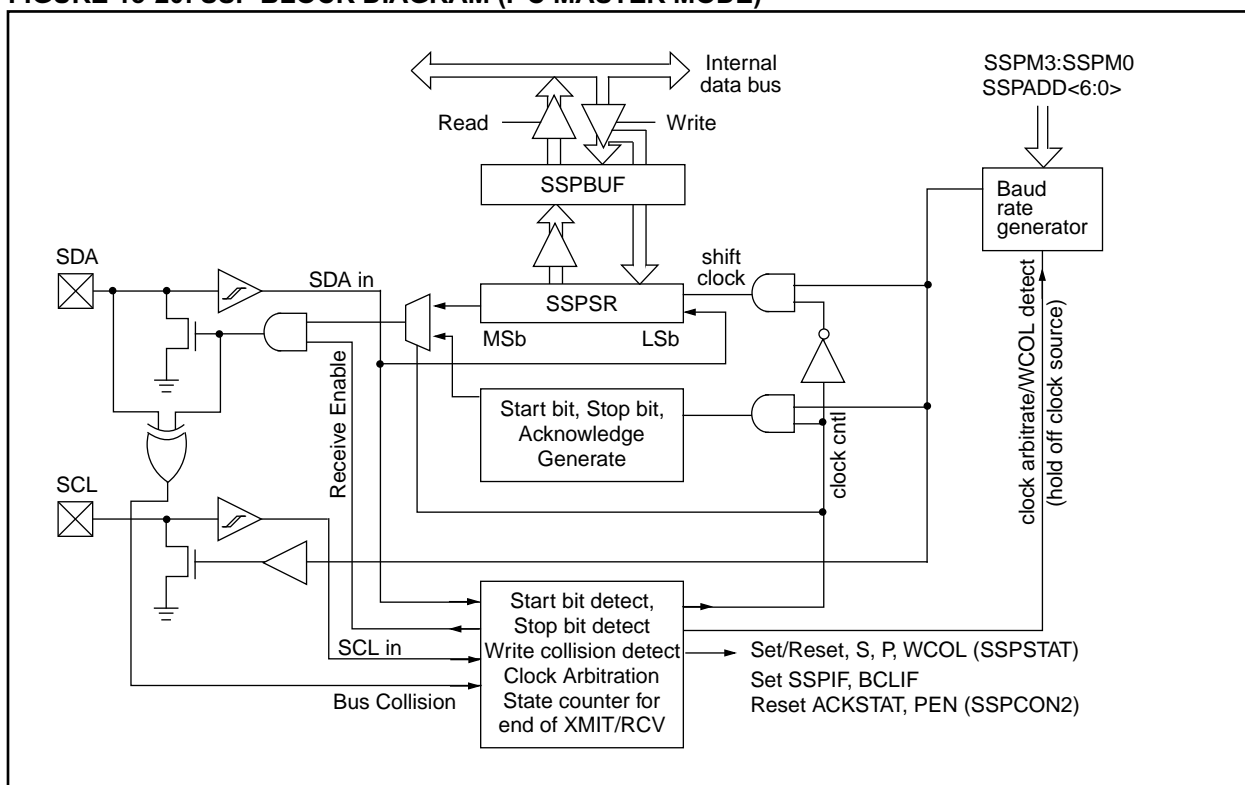 Internal
data bus
SSPM3:SSPM0
SSPADD<6:0>
Read
Write
SSPBUF
Baud
rate
generator
SDA
SDA in
shift
clock
SSPSR
MSb
LSb
Start bit, Stop bit,
Acknowledge
Generate
Receive Enable
clock cntl
clock arbitrate/WCOL detect
(hold off clock source)
SCL
SCL in
Bus Collision
Start bit detect,
Stop bit detect
Write collision detect
Clock Arbitration
State counter for
end of XMIT/RCV
Set/Reset, S, P, WCOL (SSPSTAT)
Set SSPIF, BCLIF
Reset ACKSTAT, PEN (SSPCON2)